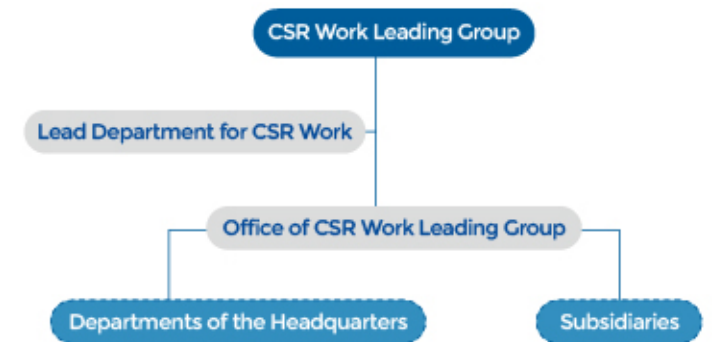 CSR Work Leading Group
Lead Department for CSR Work
Office of CSR Work Leading Group
Departments of the Headquarters
Subsidiaries